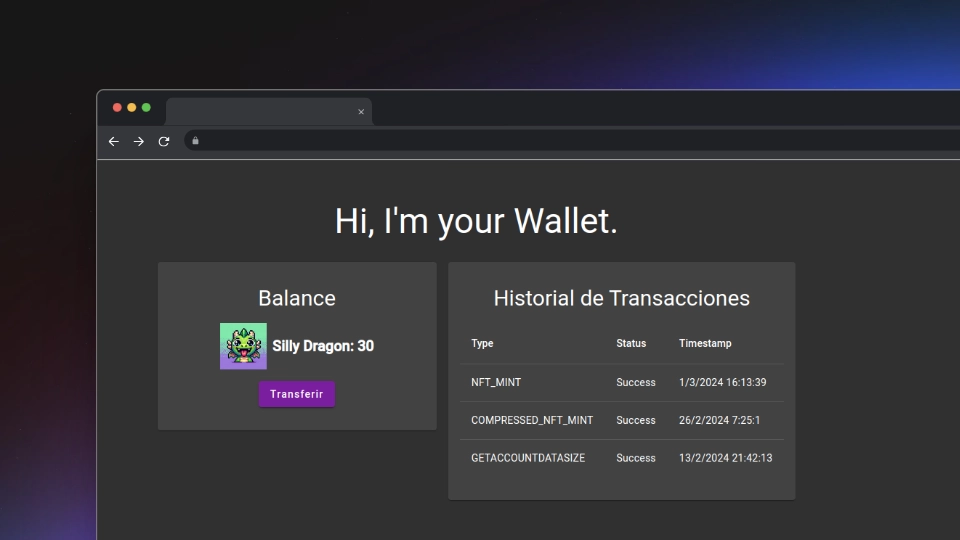 Hi, I'm your Wallet.
Balance
Silly Dragon: 30
Transferir
Historial de Transacciones
Type Status Timestamp
NFT_MINT Success 1/3/2024 16:13:39
COMPRESSED_NFT_MINT Success 26/2/2024 7:25:1
GETACCOUNTDATASIZE Success 13/2/2024 21:42:13